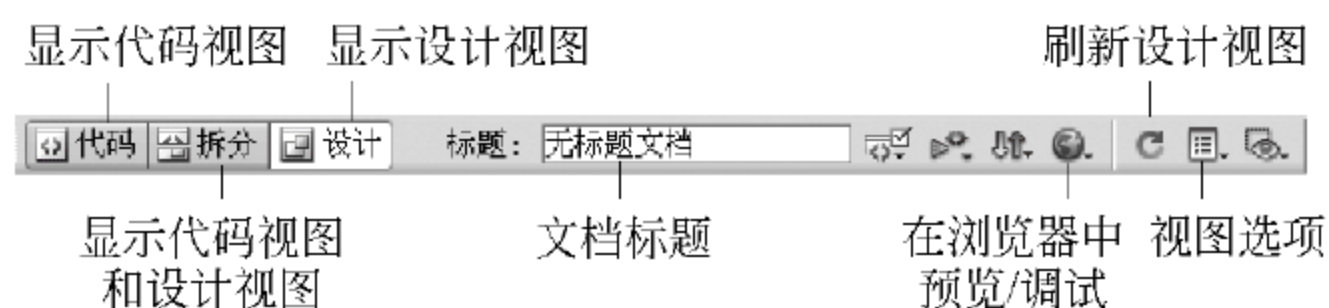 显示代码视图 显示设计视图 刷新设计视图
代码 拆分 设计 标题: 无标题文档
显示代码视图 文档标题 在浏览器中 视图选项
和设计视图 预览/调试